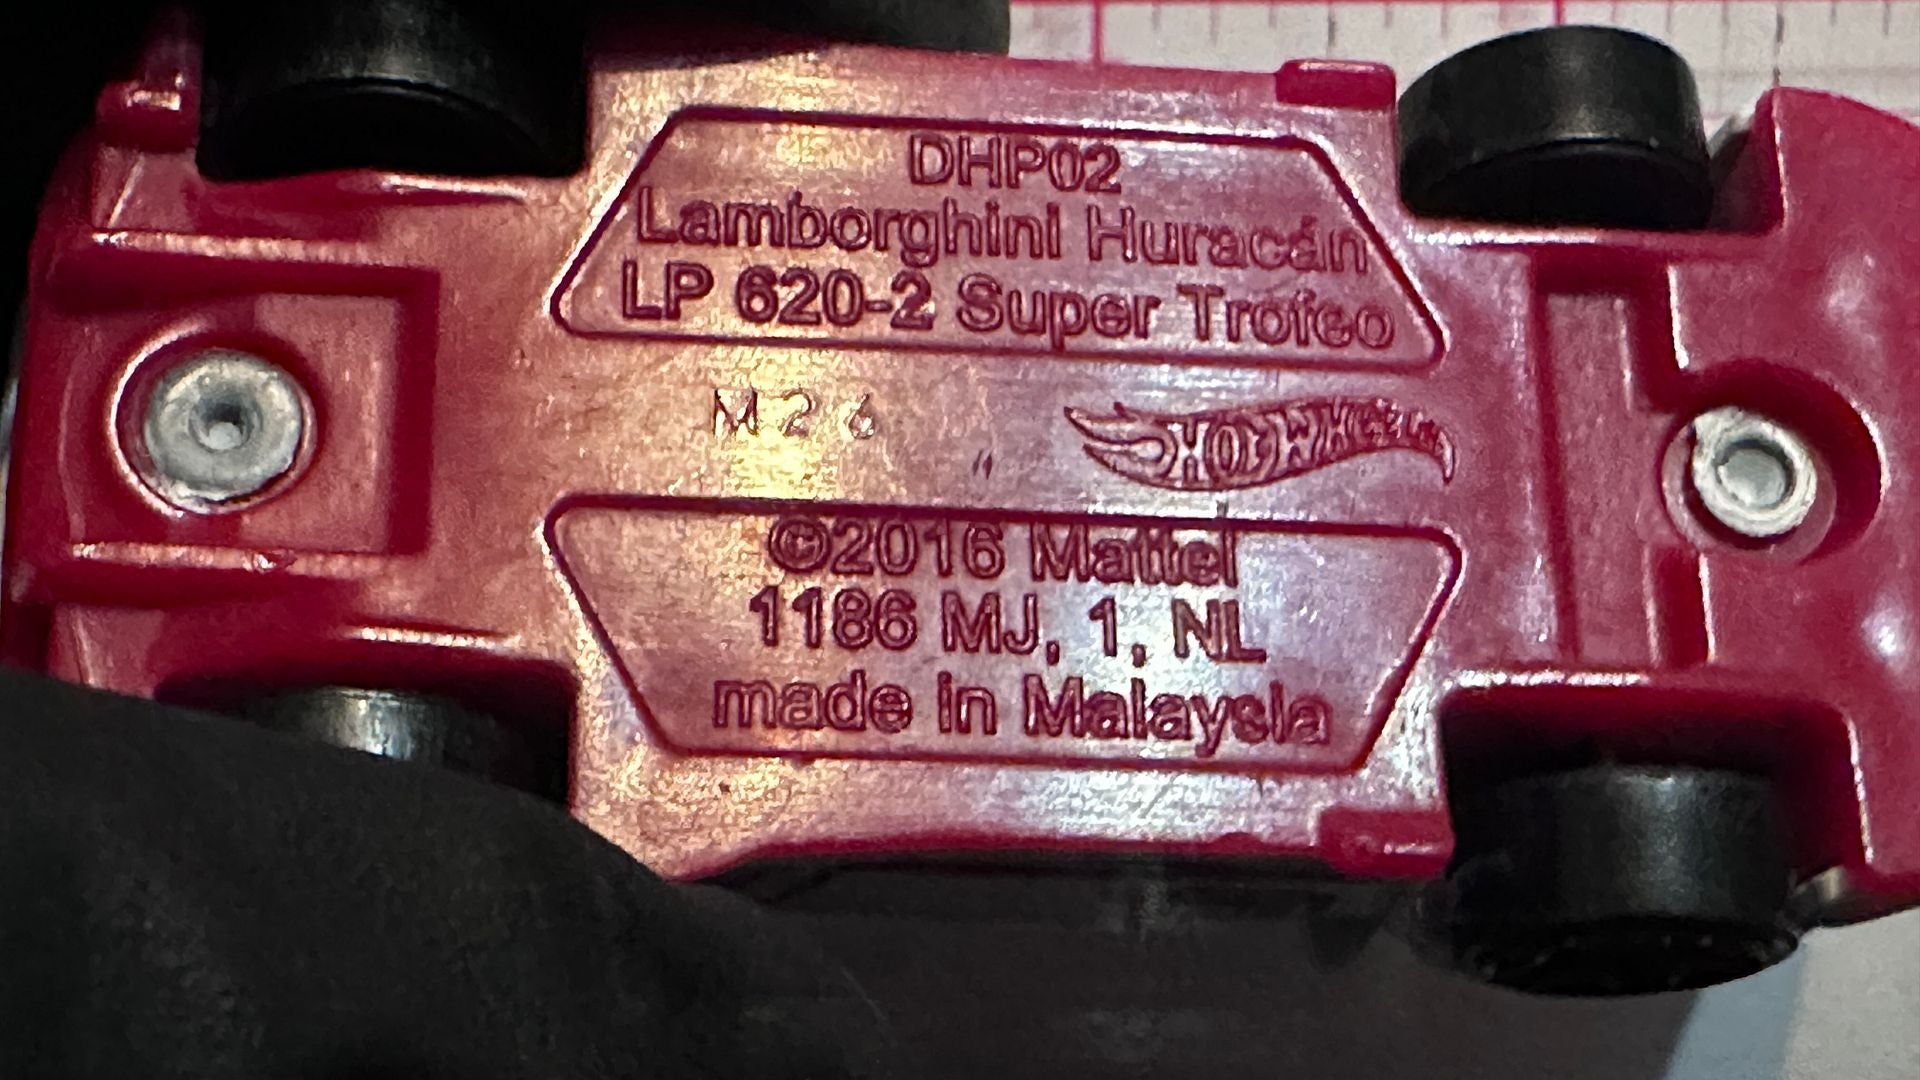 DHP02
Lamborghini Huracán
LP 620-2 Super Trofeo
M26
HOT WHEELS
©2016 Mattel
1186 MJ, 1, NL
made in Malaysia